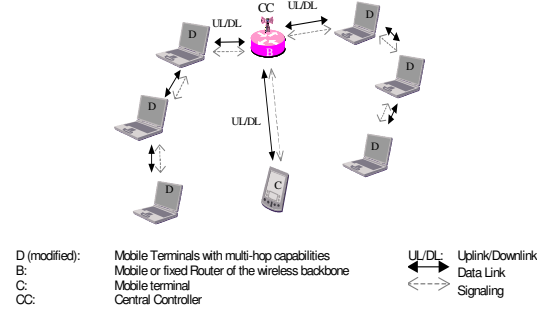 CC
UL/DL
UL/DL
D
D
B
D
D
UL/DL
D
D
C
D (modified): Mobile Terminals with multi-hop capabilities
B: Mobile or fixed Router of the wireless backbone
C: Mobile terminal
CC: Central Controller
UL/DL: Uplink/Downlink
Data Link
Signaling